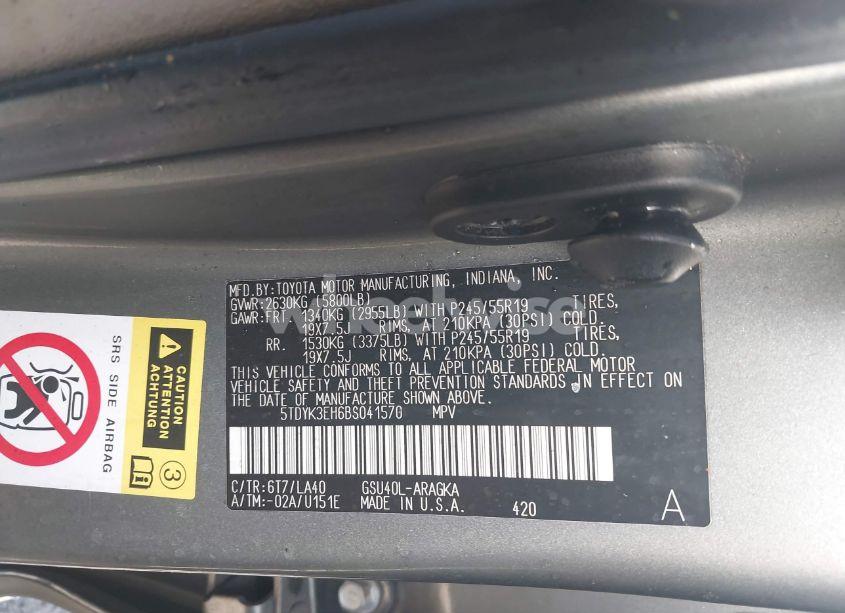 MFD.BY:TOYOTA MOTOR MANUFACTURING, INDIANA, INC.
GVWR:2630KG (5800LB)
GAWR:FRT 1340KG (2955LB) WITH P245/55R19 TIRES,
19X7.5J RIMS, AT 210KPA (30PSI) COLD.
RR. 1530KG (3375LB) WITH P245/55R19 TIRES,
19X7.5J RIMS, AT 210KPA (30PSI) COLD.
THIS VEHICLE CONFORMS TO ALL APPLICABLE FEDERAL MOTOR
VEHICLE SAFETY AND THEFT PREVENTION STANDARDS IN EFFECT ON
THE DATE OF MANUFACTURE SHOWN ABOVE.
5TDYK3EH6BS041570 MPV
C/TR:6T7/LA40 GSU40L-ARAGKA
A/TM:-02A/U151E MADE IN U.S.A. 420
A
SRS SIDE AIRBAG
CAUTION
ATTENTION
3
wheelwise